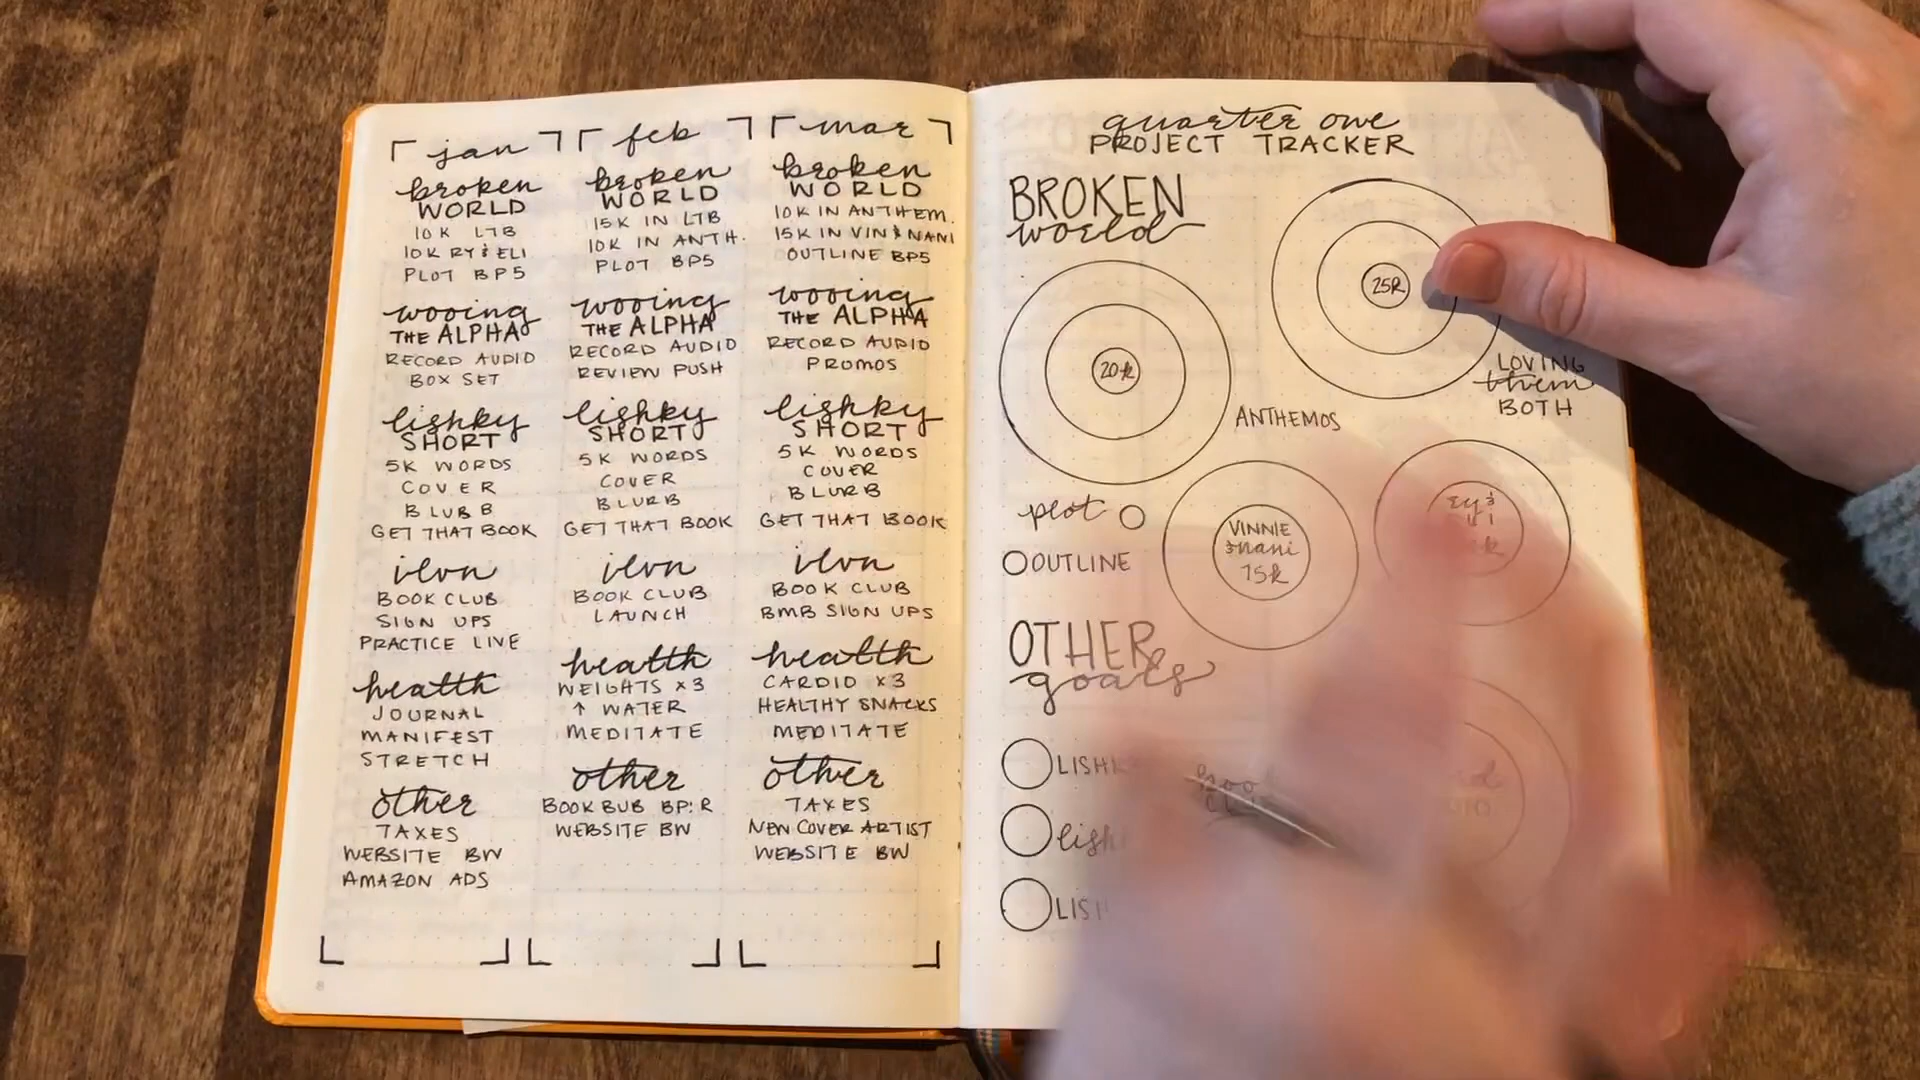 jan
broken
WORLD
10K LTB
10K RY & ELI
PLOT BP5
wooing
THE ALPHA
RECORD AUDIO
BOX SET
lishky
SHORT
5K WORDS
COVER
BLURB
GET THAT BOOK
ilvn
BOOK CLUB
SIGN UPS
PRACTICE LIVE
health
JOURNAL
MANIFEST
STRETCH
other
TAXES
WEBSITE BW
AMAZON ADS
feb
broken
WORLD
15K IN LTB
10K IN ANTH.
PLOT BP5
wooing
THE ALPHA
RECORD AUDIO
REVIEW PUSH
lishky
SHORT
5K WORDS
COVER
BLURB
GET THAT BOOK
ilvn
BOOK CLUB
LAUNCH
health
WEIGHTS x3
↑ WATER
MEDITATE
other
BOOKBUB BP:R
WEBSITE BW
mar
broken
WORLD
10K IN ANTHEM.
15K IN VIN & NANI
OUTLINE BP5
wooing
THE ALPHA
RECORD AUDIO
PROMOS
lishky
SHORT
5K WORDS
COVER
BLURB
GET THAT BOOK
ilvn
BOOK CLUB
BMB SIGN UPS
health
CARDIO x3
HEALTHY SNACKS
MEDITATE
other
TAXES
NEW COVER ARTIST
WEBSITE BW
8
quarter one
PROJECT TRACKER
BROKEN
world
25K
20K
LOVING
them
BOTH
ANTHEMOS
plot
OUTLINE
VINNIE
& nani
15k
OTHER
goals